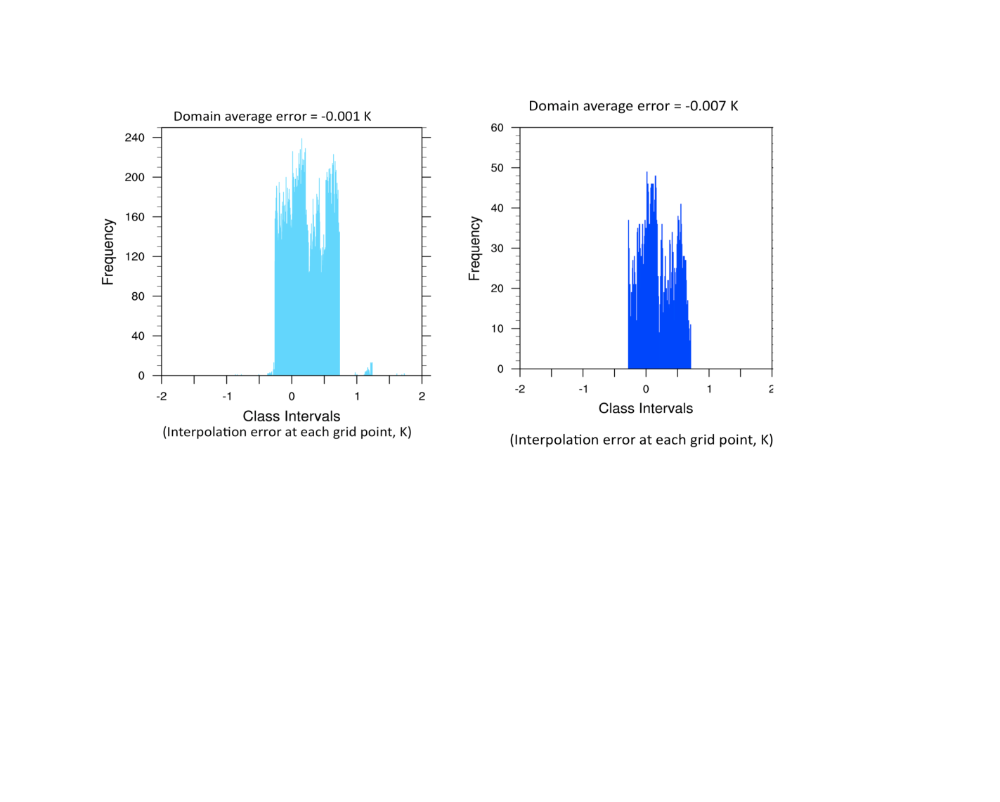 Domain average error = -0.001 K
240
200
160
120
80
40
0
Frequency
-2 -1 0 1 2
Class Intervals
(Interpolation error at each grid point, K)
Domain average error = -0.007 K
60
50
40
30
20
10
0
Frequency
-2 -1 0 1 2
Class Intervals
(Interpolation error at each grid point, K)